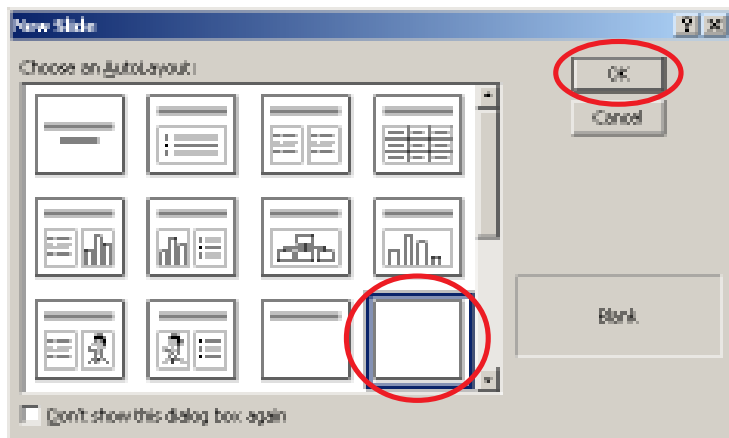 New Slide
Choose an AutoLayout:
OK
Cancel
Blank
Don't show this dialog box again